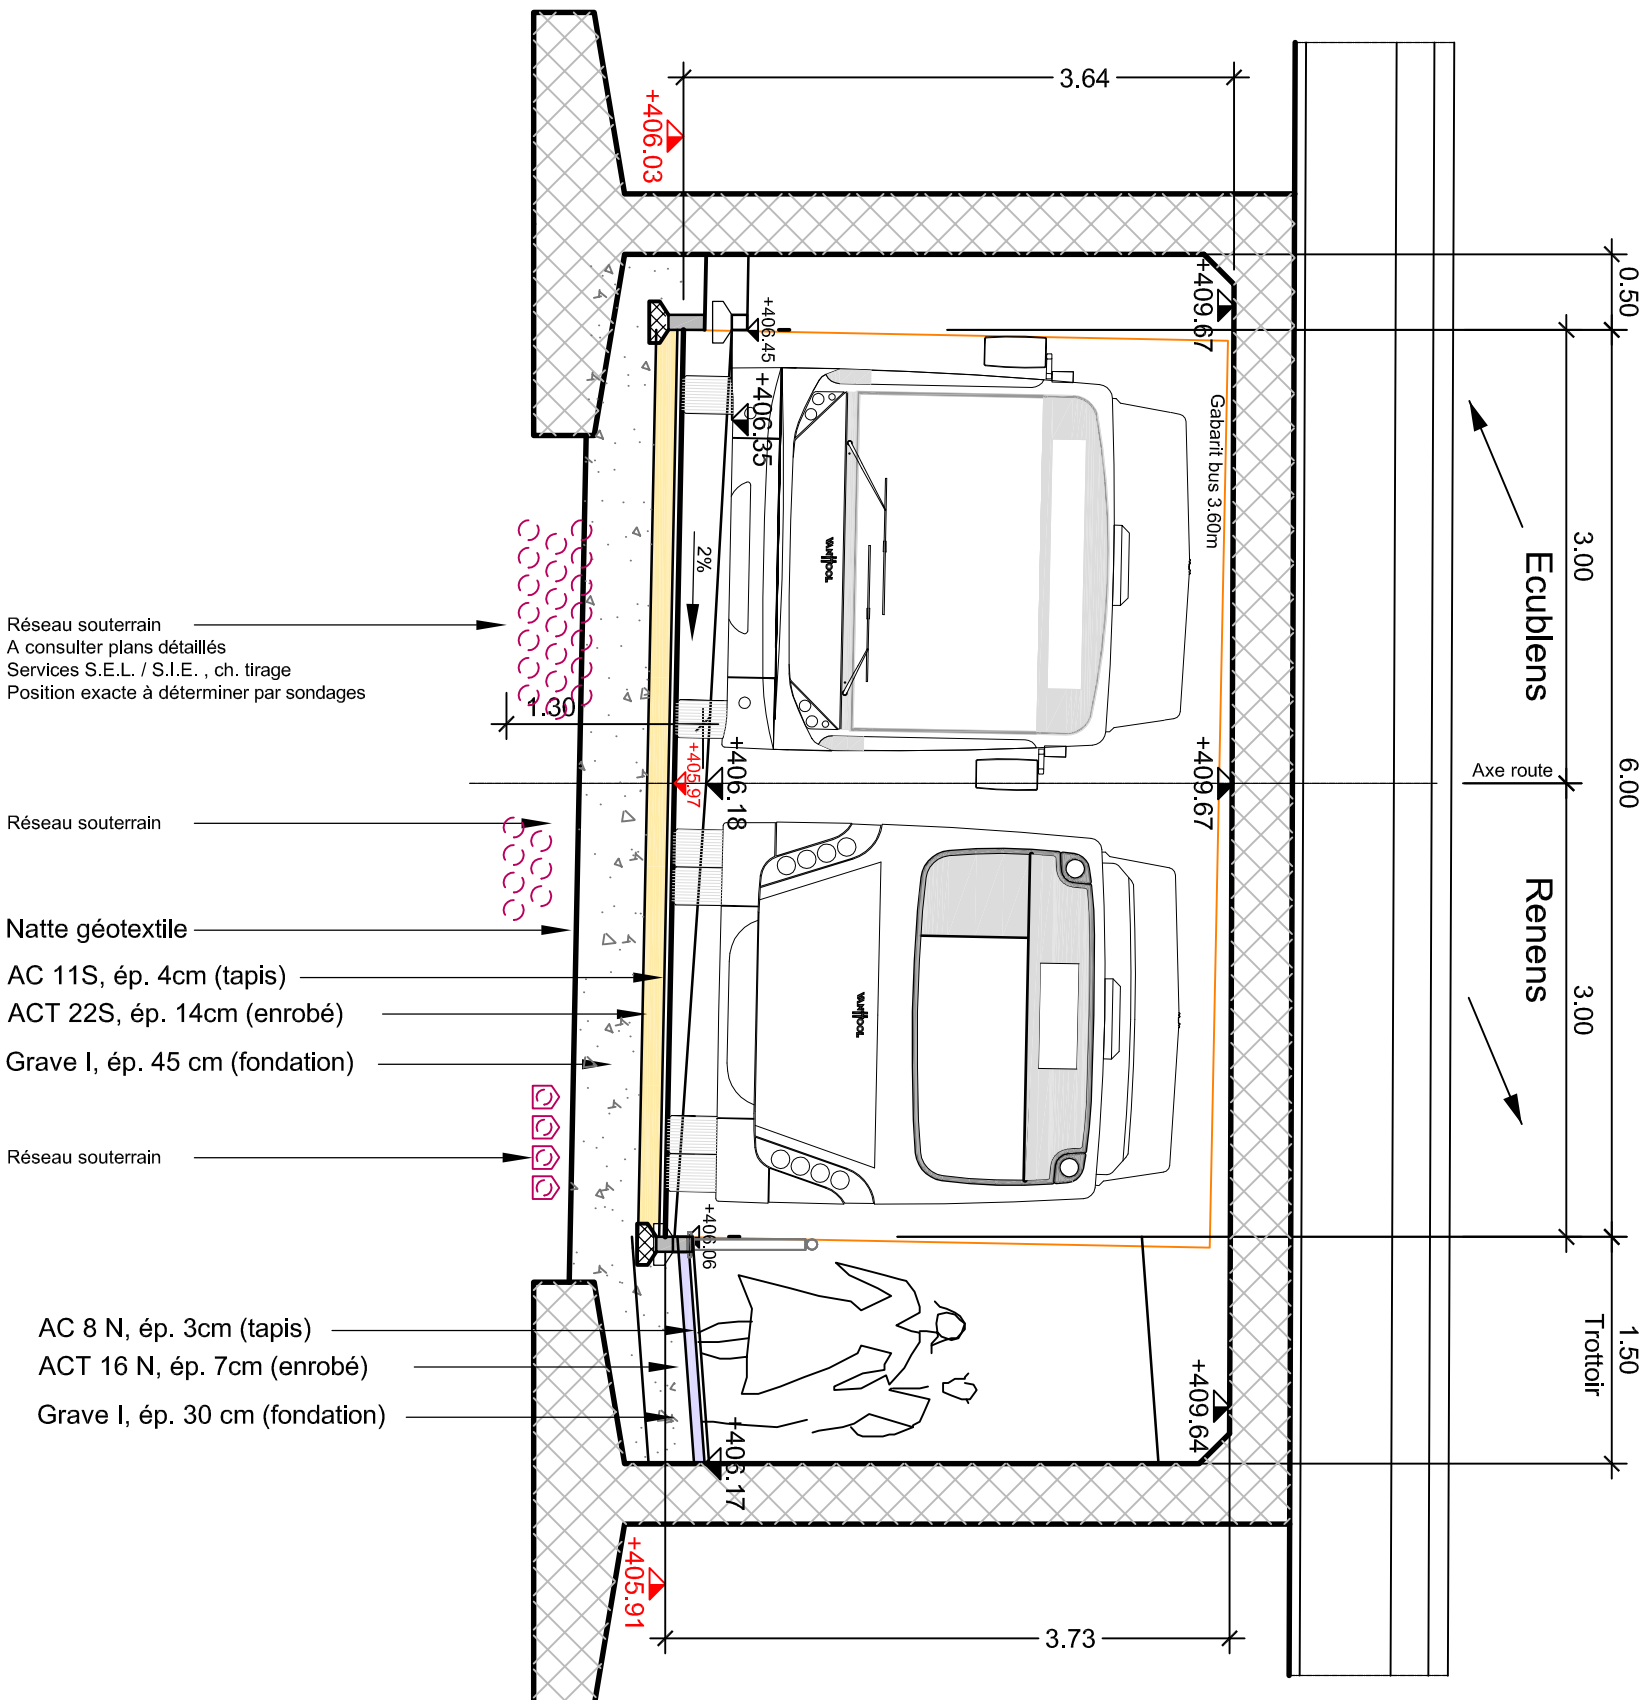 3.64
+406.03
0.50
+409.67
+406.45
+406.35
Gabarit bus 3.60m
3.00
Ecublens
2%
VANHOOL
Réseau souterrain
A consulter plans détaillés
Services S.E.L. / S.I.E. , ch. tirage
Position exacte à déterminer par sondages
1.30
+405.97
+406.18
+409.67
Axe route
6.00
Réseau souterrain
Renens
Natte géotextile
AC 11S, ép. 4cm (tapis)
ACT 22S, ép. 14cm (enrobé)
VANHOOL
3.00
Grave I, ép. 45 cm (fondation)
Réseau souterrain
+406.06
AC 8 N, ép. 3cm (tapis)
ACT 16 N, ép. 7cm (enrobé)
Grave I, ép. 30 cm (fondation)
1.50
Trottoir
+409.64
+406.17
+405.91
3.73